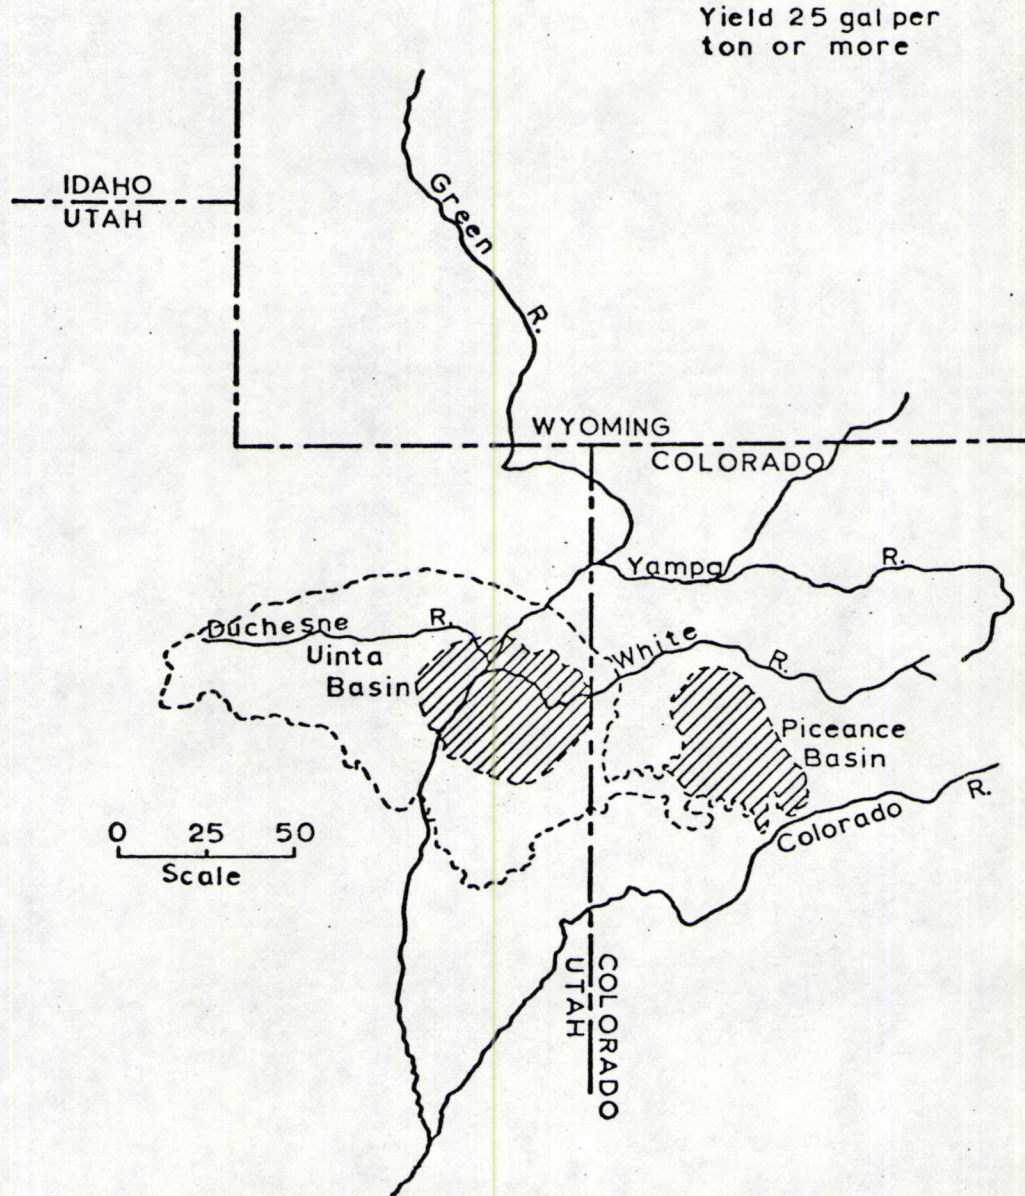 Yield 25 gal per
ton or more
IDAHO
UTAH
Green
R.
WYOMING
COLORADO
Yampa
R.
Duchesne
R.
White
R.
Uinta
Basin
Piceance
Basin
Colorado
R.
0 25 50
Scale
COLORADO
UTAH